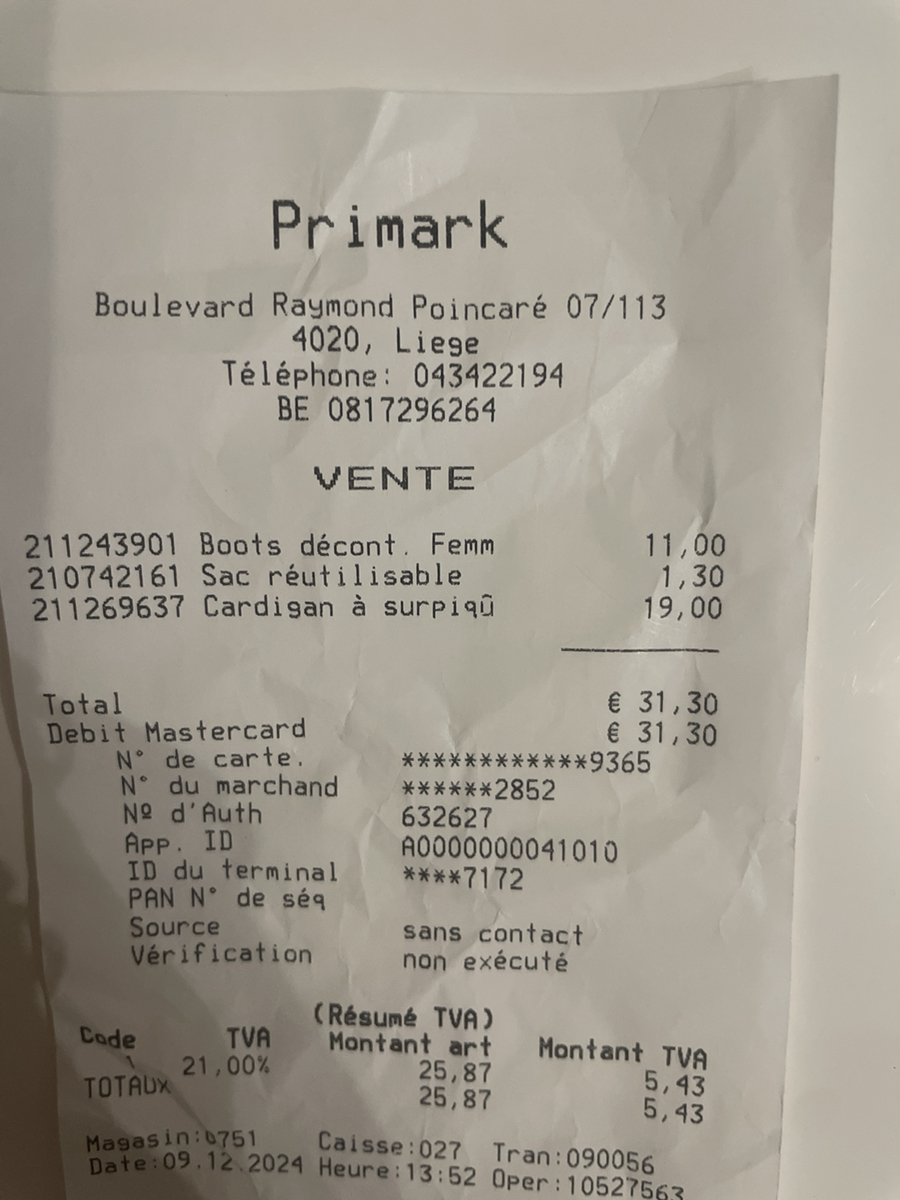 Primark
Boulevard Raymond Poincaré 07/113
4020, Liege
Téléphone: 043422194
BE 0817296264
VENTE
211243901 Boots décont. Femm 11,00
210742161 Sac réutilisable 1,30
211269637 Cardigan à surpiqû 19,00
Total € 31,30
Debit Mastercard € 31,30
N° de carte. ************9365
N° du marchand ******2852
Nº d'Auth 632627
App. ID A0000000041010
ID du terminal ****7172
PAN N° de séq
Source sans contact
Vérification non exécuté
(Résumé TVA)
Code TVA Montant art Montant TVA
21,00% 25,87 5,43
TOTAUX 25,87 5,43
Magasin:0751 Caisse:027 Tran:090056
Date:09.12.2024 Heure:13:52 Oper:10527563